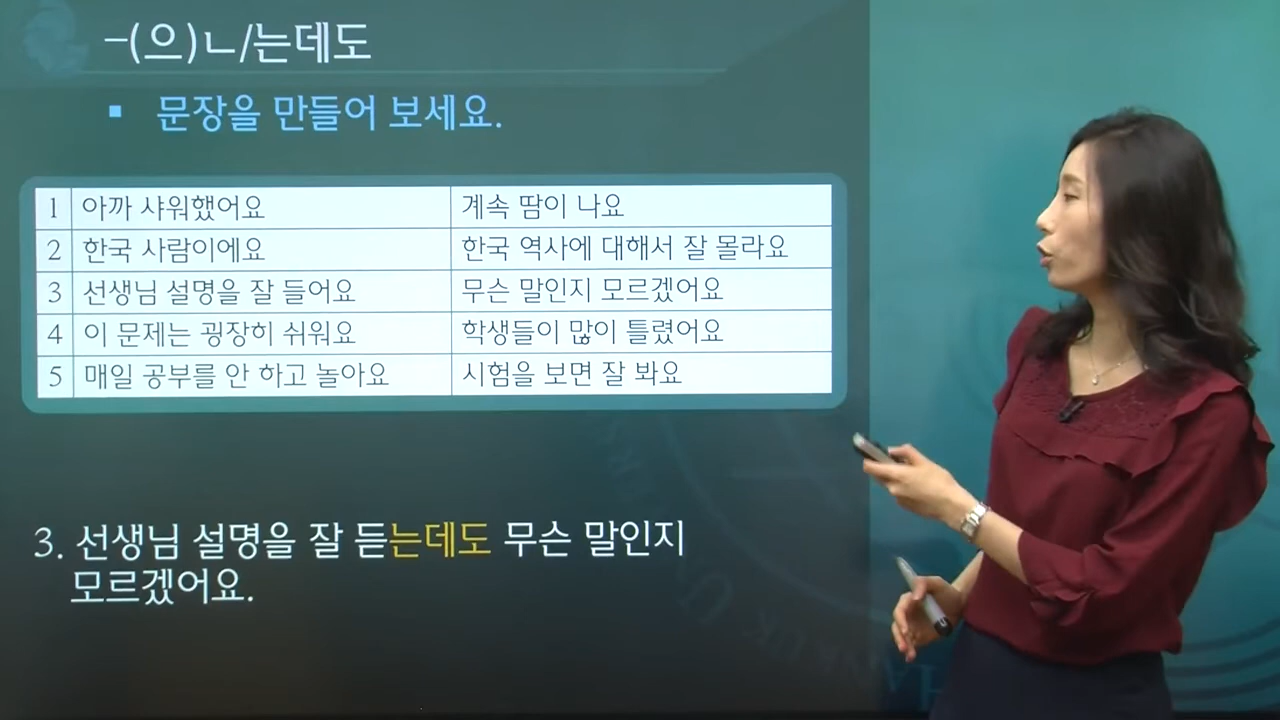 -(으)ㄴ/는데도
▪ 문장을 만들어 보세요.
1 아까 샤워했어요 계속 땀이 나요
2 한국 사람이에요 한국 역사에 대해서 잘 몰라요
3 선생님 설명을 잘 들어요 무슨 말인지 모르겠어요
4 이 문제는 굉장히 쉬워요 학생들이 많이 틀렸어요
5 매일 공부를 안 하고 놀아요 시험을 보면 잘 봐요
3. 선생님 설명을 잘 듣는데도 무슨 말인지
모르겠어요.